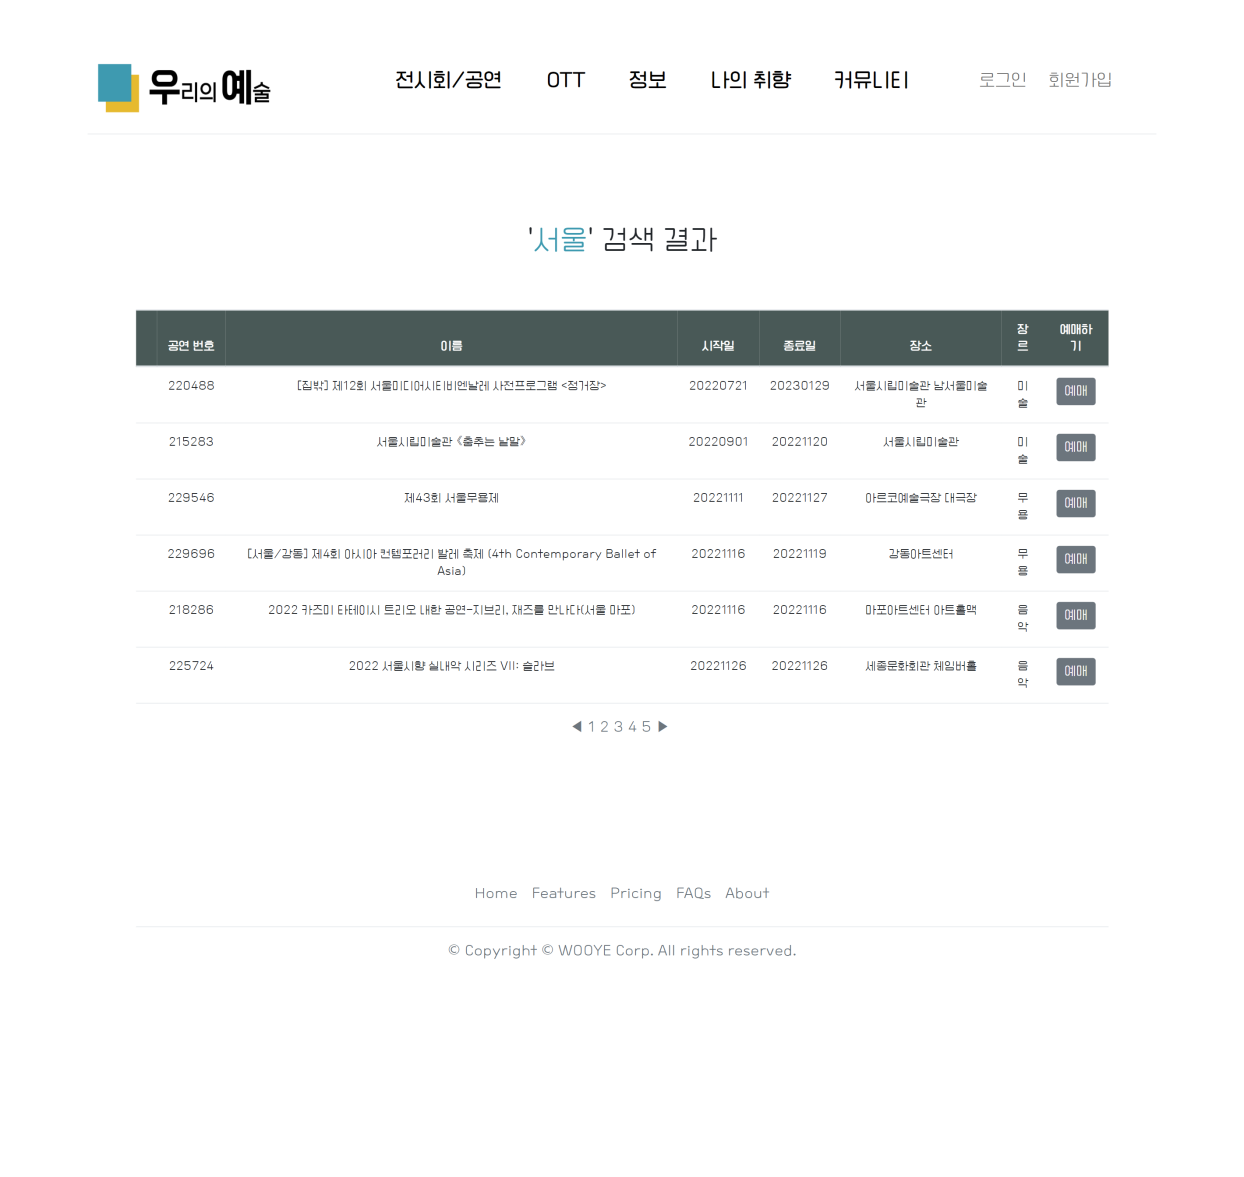 우리의 예술
전시회/공연 OTT 정보 나의 취향 커뮤니티 로그인 회원가입
'서울' 검색 결과
공연 번호 이름 시작일 종료일 장소 장르 예매하기
220488 [집밖] 제12회 서울미디어시티비엔날레 사전프로그램 <정거장> 20220721 20230129 서울시립미술관 남서울미술관 미술 예매
215283 서울시립미술관 《춤추는 낱말》 20220901 20221120 서울시립미술관 미술 예매
229546 제43회 서울무용제 20221111 20221127 아르코예술극장 대극장 무용 예매
229696 [서울/강동] 제4회 아시아 컨템포러리 발레 축제 (4th Contemporary Ballet of Asia) 20221116 20221119 강동아트센터 무용 예매
218286 2022 카즈미 타테이시 트리오 내한 공연-지브리, 재즈를 만나다(서울 마포) 20221116 20221116 마포아트센터 아트홀맥 음악 예매
225724 2022 서울시향 실내악 시리즈 VII: 슬라브 20221126 20221126 세종문화회관 체임버홀 음악 예매
◀ 1 2 3 4 5 ▶
Home Features Pricing FAQs About
© Copyright © WOOYE Corp. All rights reserved.